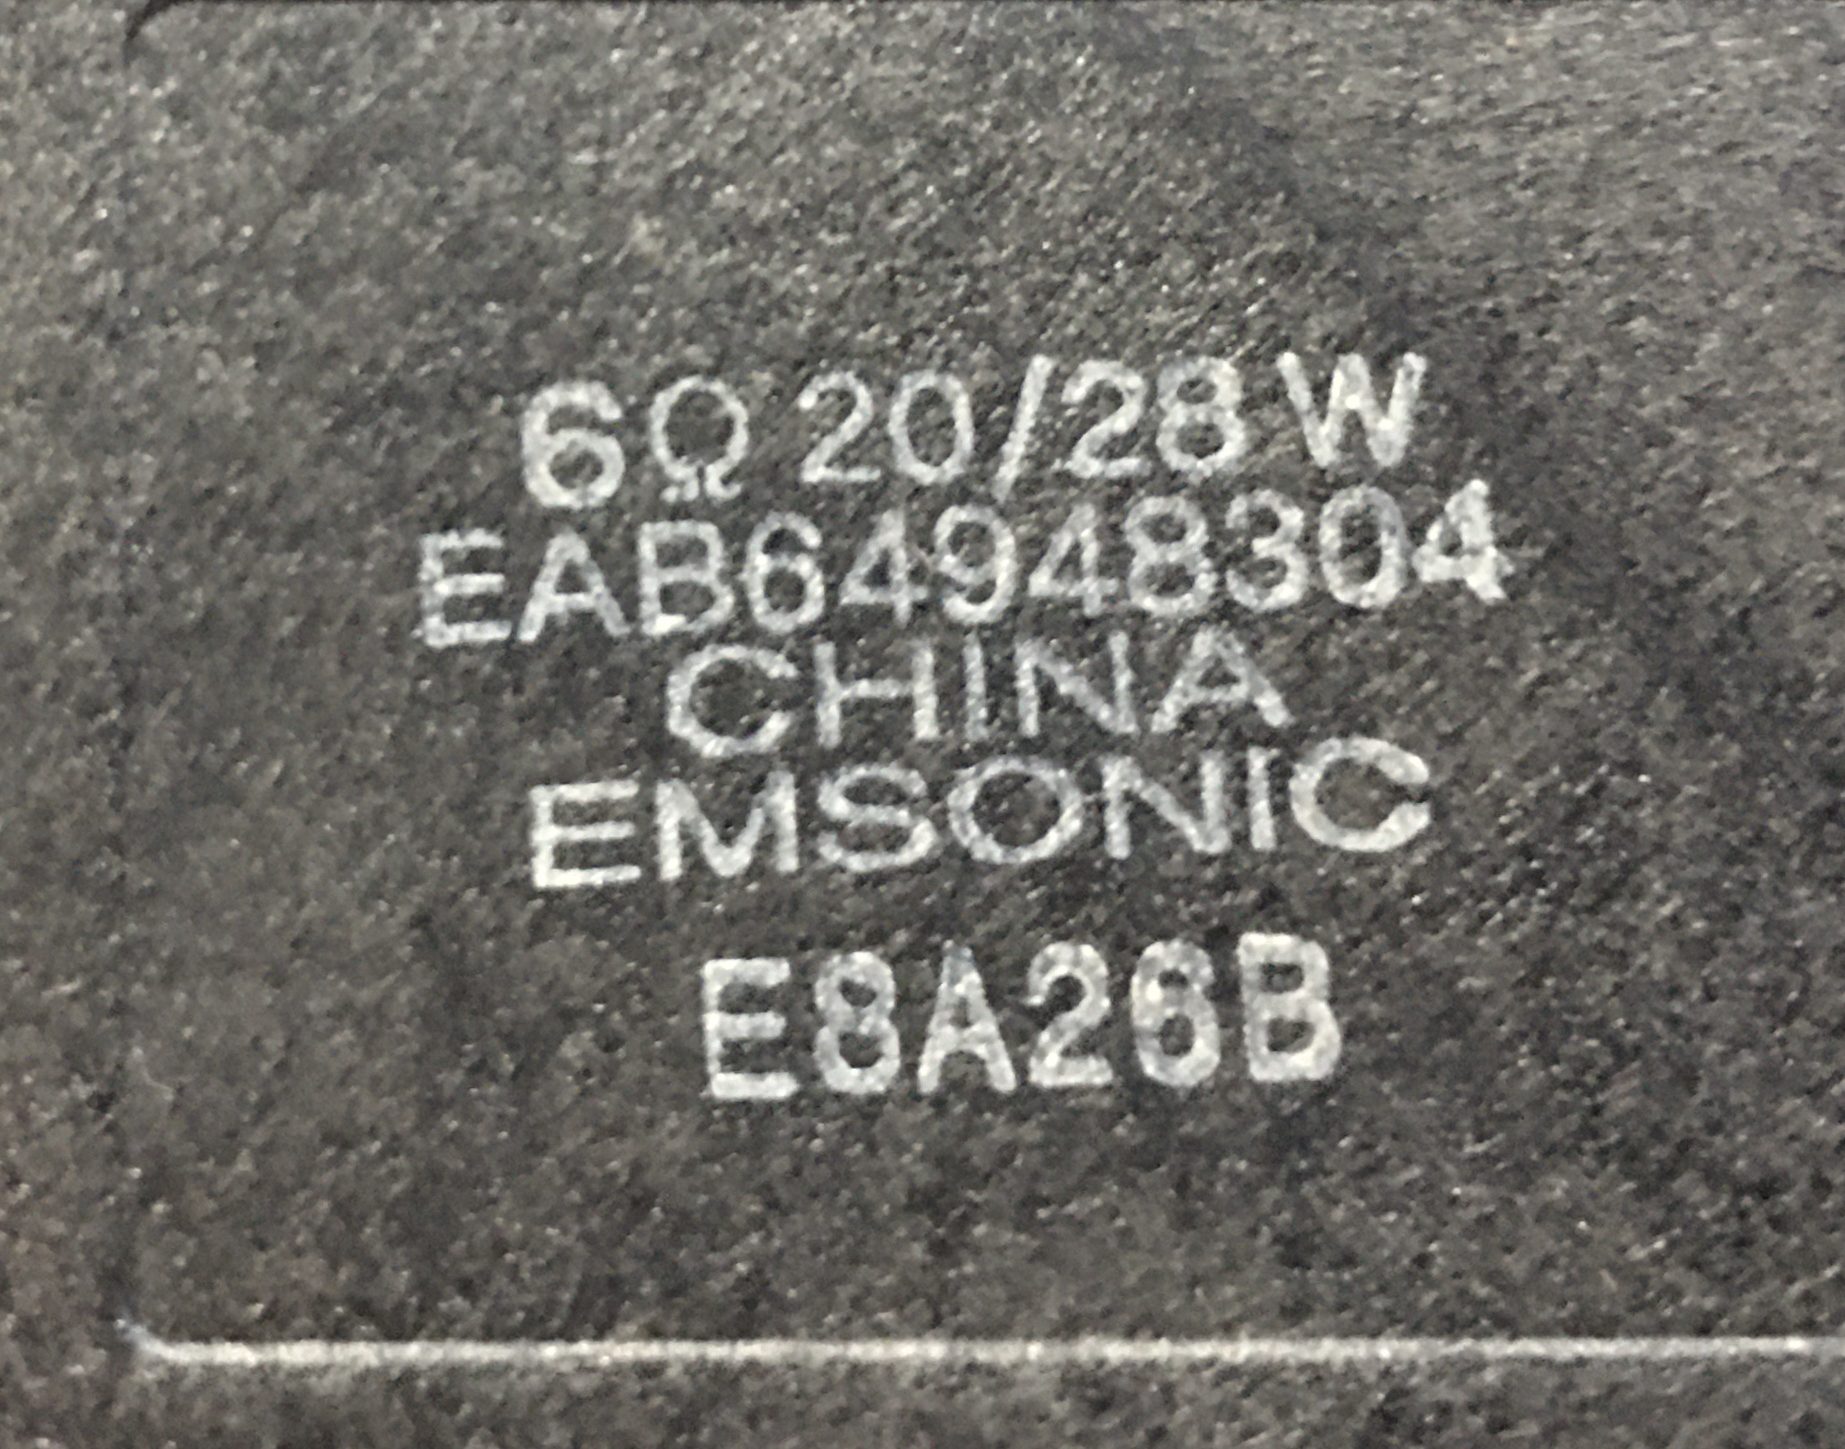 6Ω 20/28 W
EAB64948304
CHINA
EMSONIC
E8A26B